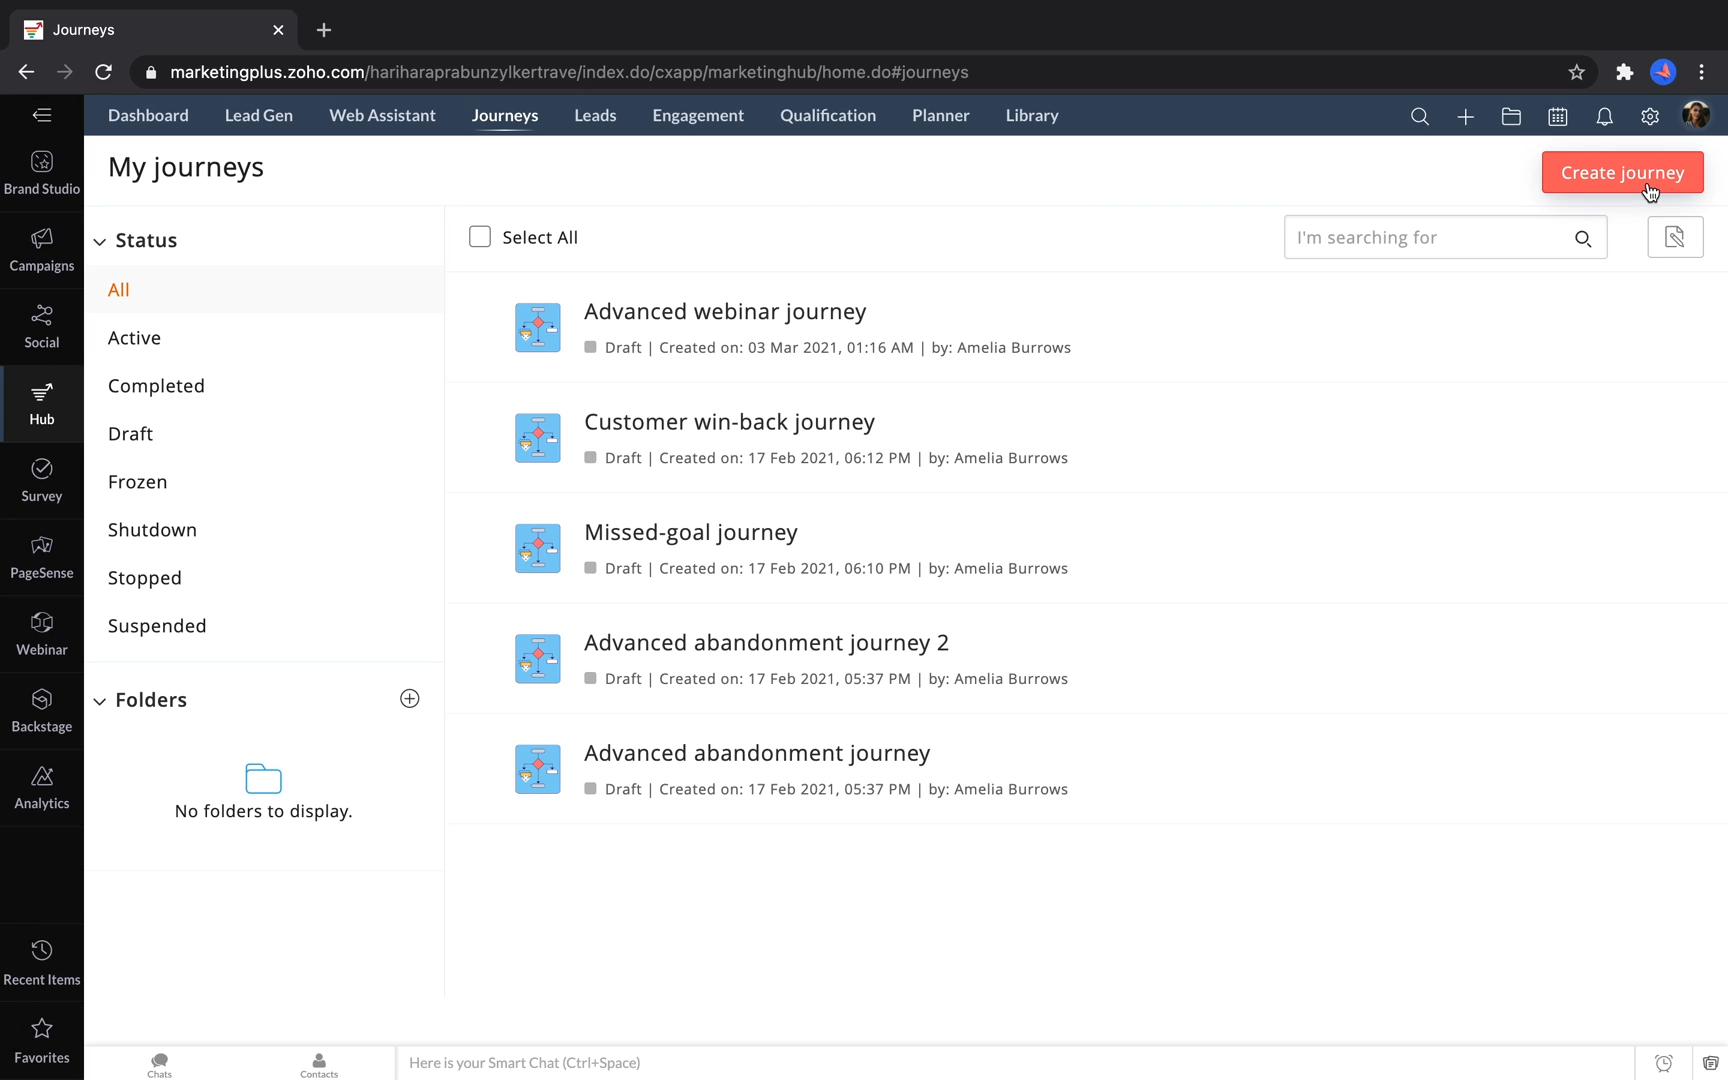 Journeys
marketingplus.zoho.com/hariharaprabunzylkertrave/index.do/cxapp/marketinghub/home.do#journeys
Dashboard Lead Gen Web Assistant Journeys Leads Engagement Qualification Planner Library
Brand Studio
Campaigns
Social
Hub
Survey
PageSense
Webinar
Backstage
Analytics
Recent Items
Favorites
My journeys
Create journey
Status
All
Active
Completed
Draft
Frozen
Shutdown
Stopped
Suspended
Folders
No folders to display.
Select All
I'm searching for
Advanced webinar journey
Draft | Created on: 03 Mar 2021, 01:16 AM | by: Amelia Burrows
Customer win-back journey
Draft | Created on: 17 Feb 2021, 06:12 PM | by: Amelia Burrows
Missed-goal journey
Draft | Created on: 17 Feb 2021, 06:10 PM | by: Amelia Burrows
Advanced abandonment journey 2
Draft | Created on: 17 Feb 2021, 05:37 PM | by: Amelia Burrows
Advanced abandonment journey
Draft | Created on: 17 Feb 2021, 05:37 PM | by: Amelia Burrows
Chats
Contacts
Here is your Smart Chat (Ctrl+Space)